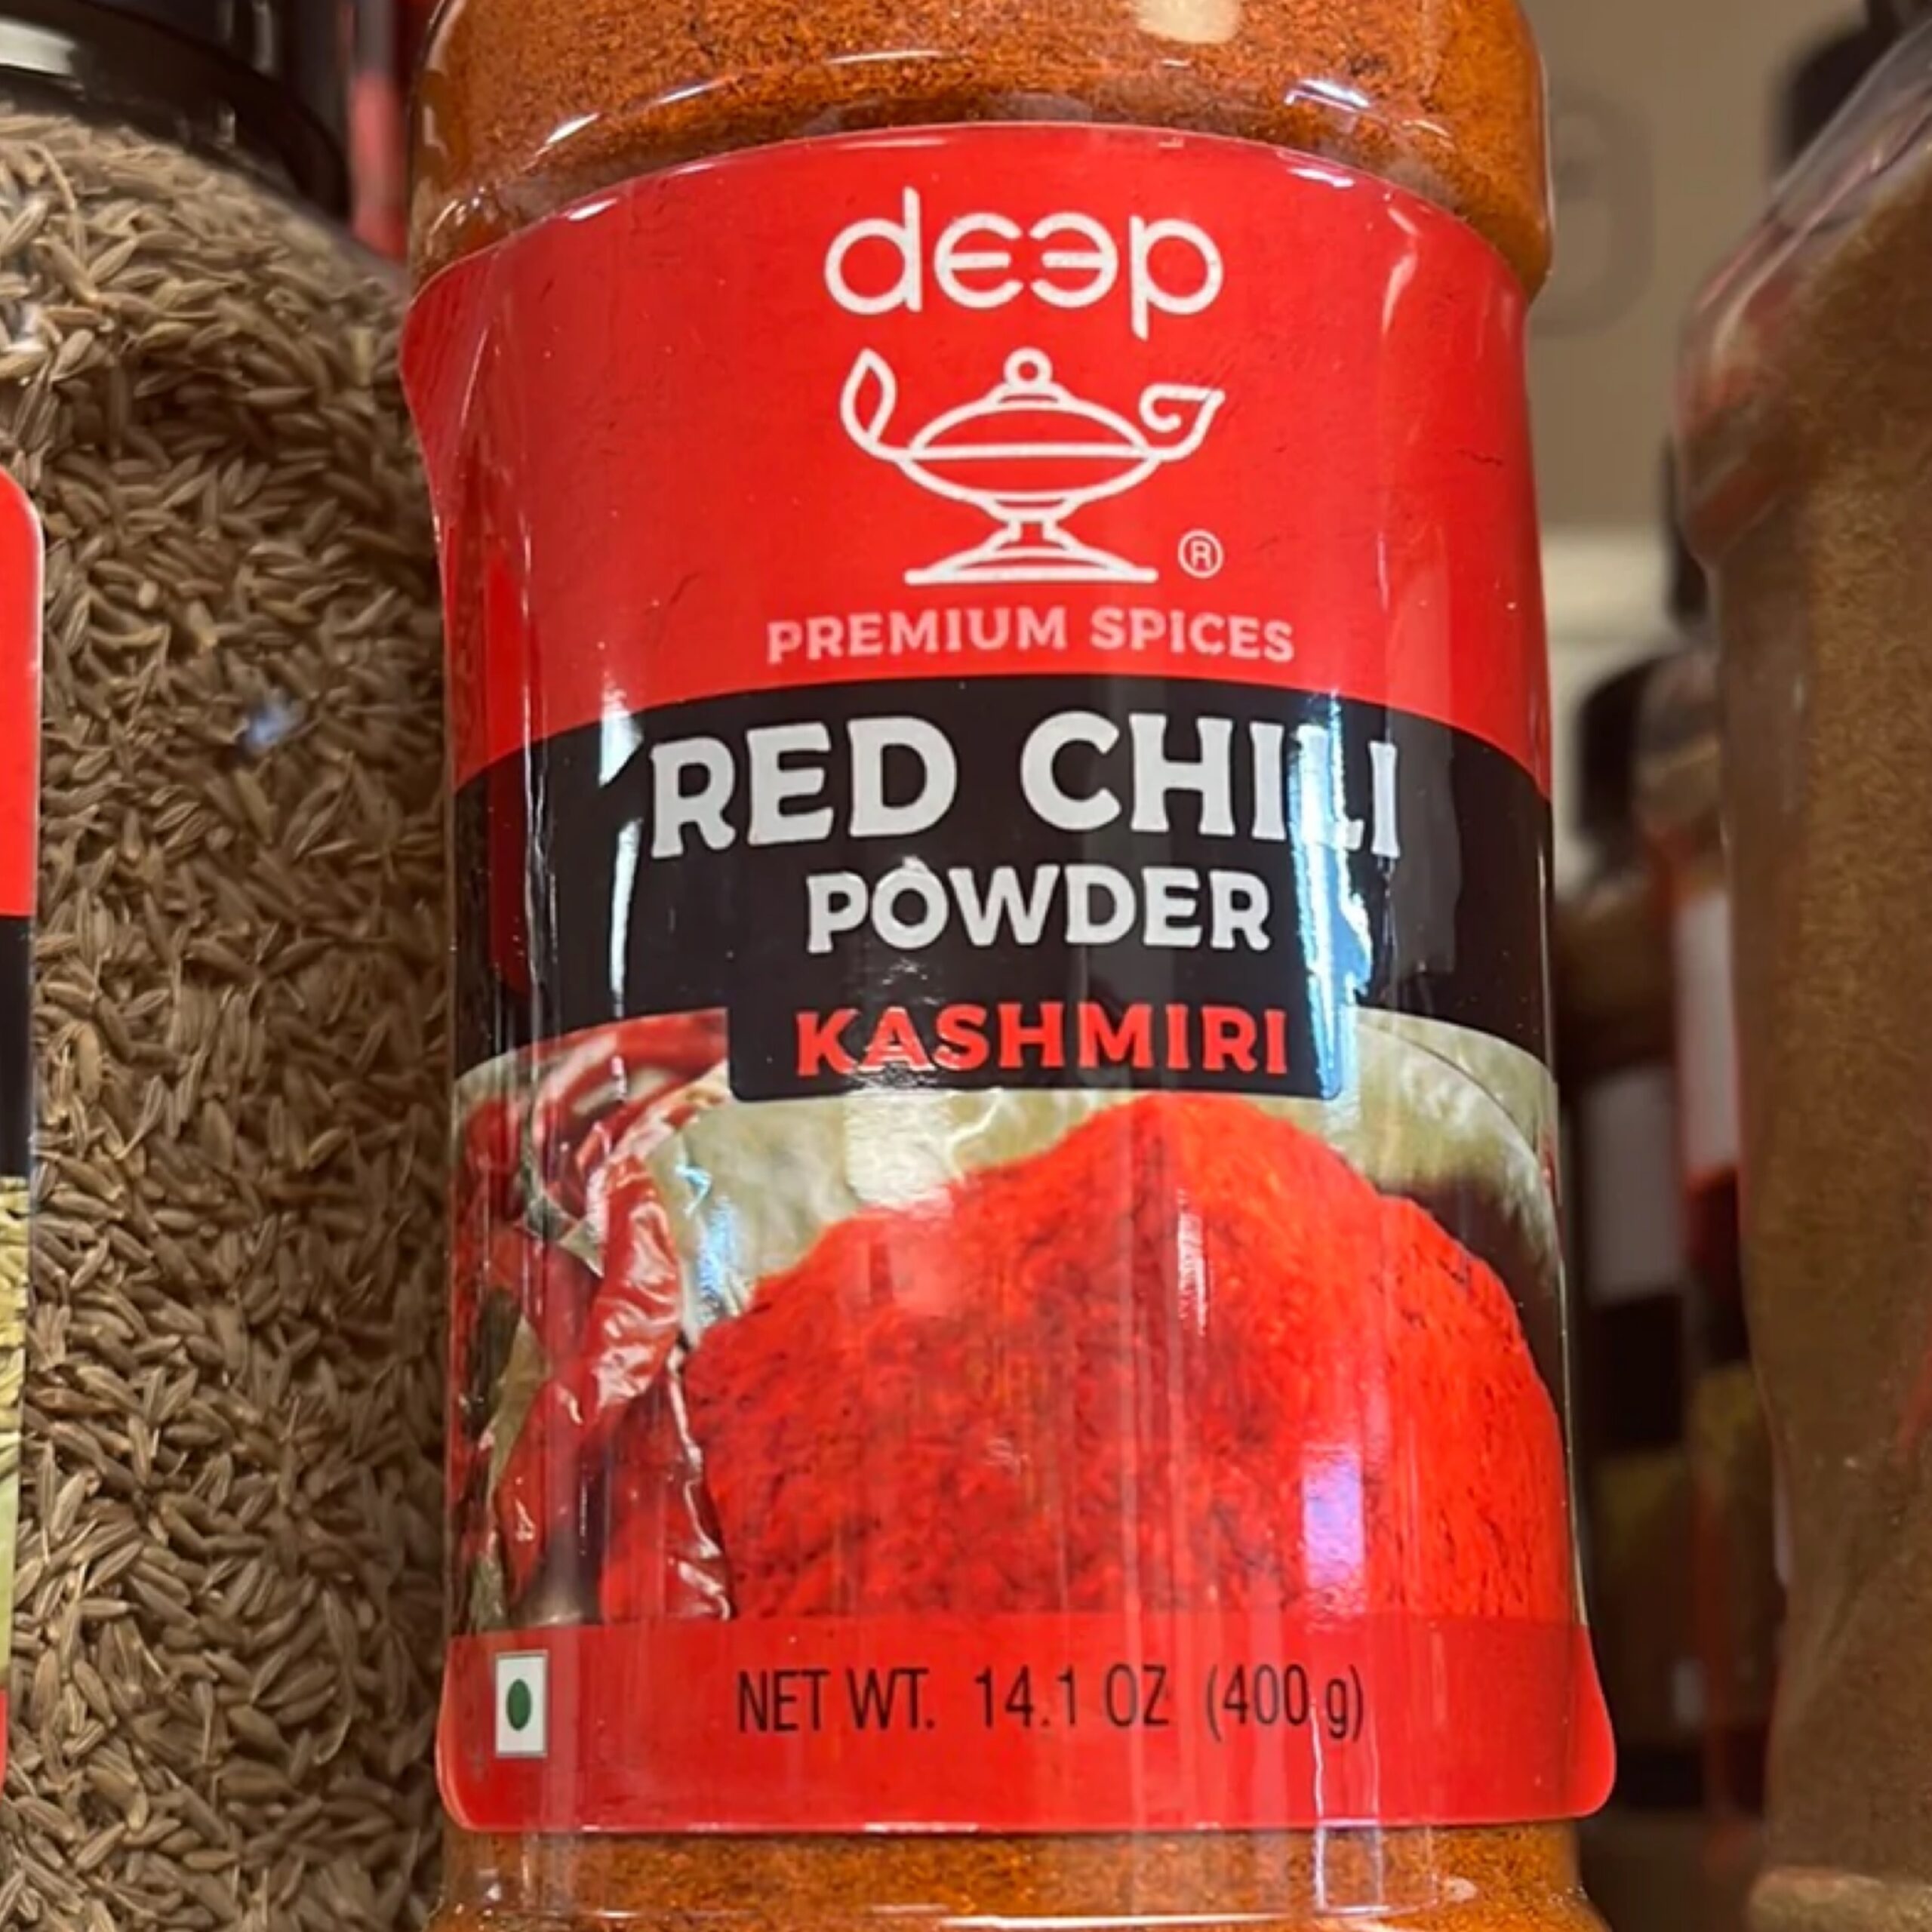 deep
®
PREMIUM SPICES
RED CHILI
POWDER
KASHMIRI
NET WT. 14.1 OZ (400 g)